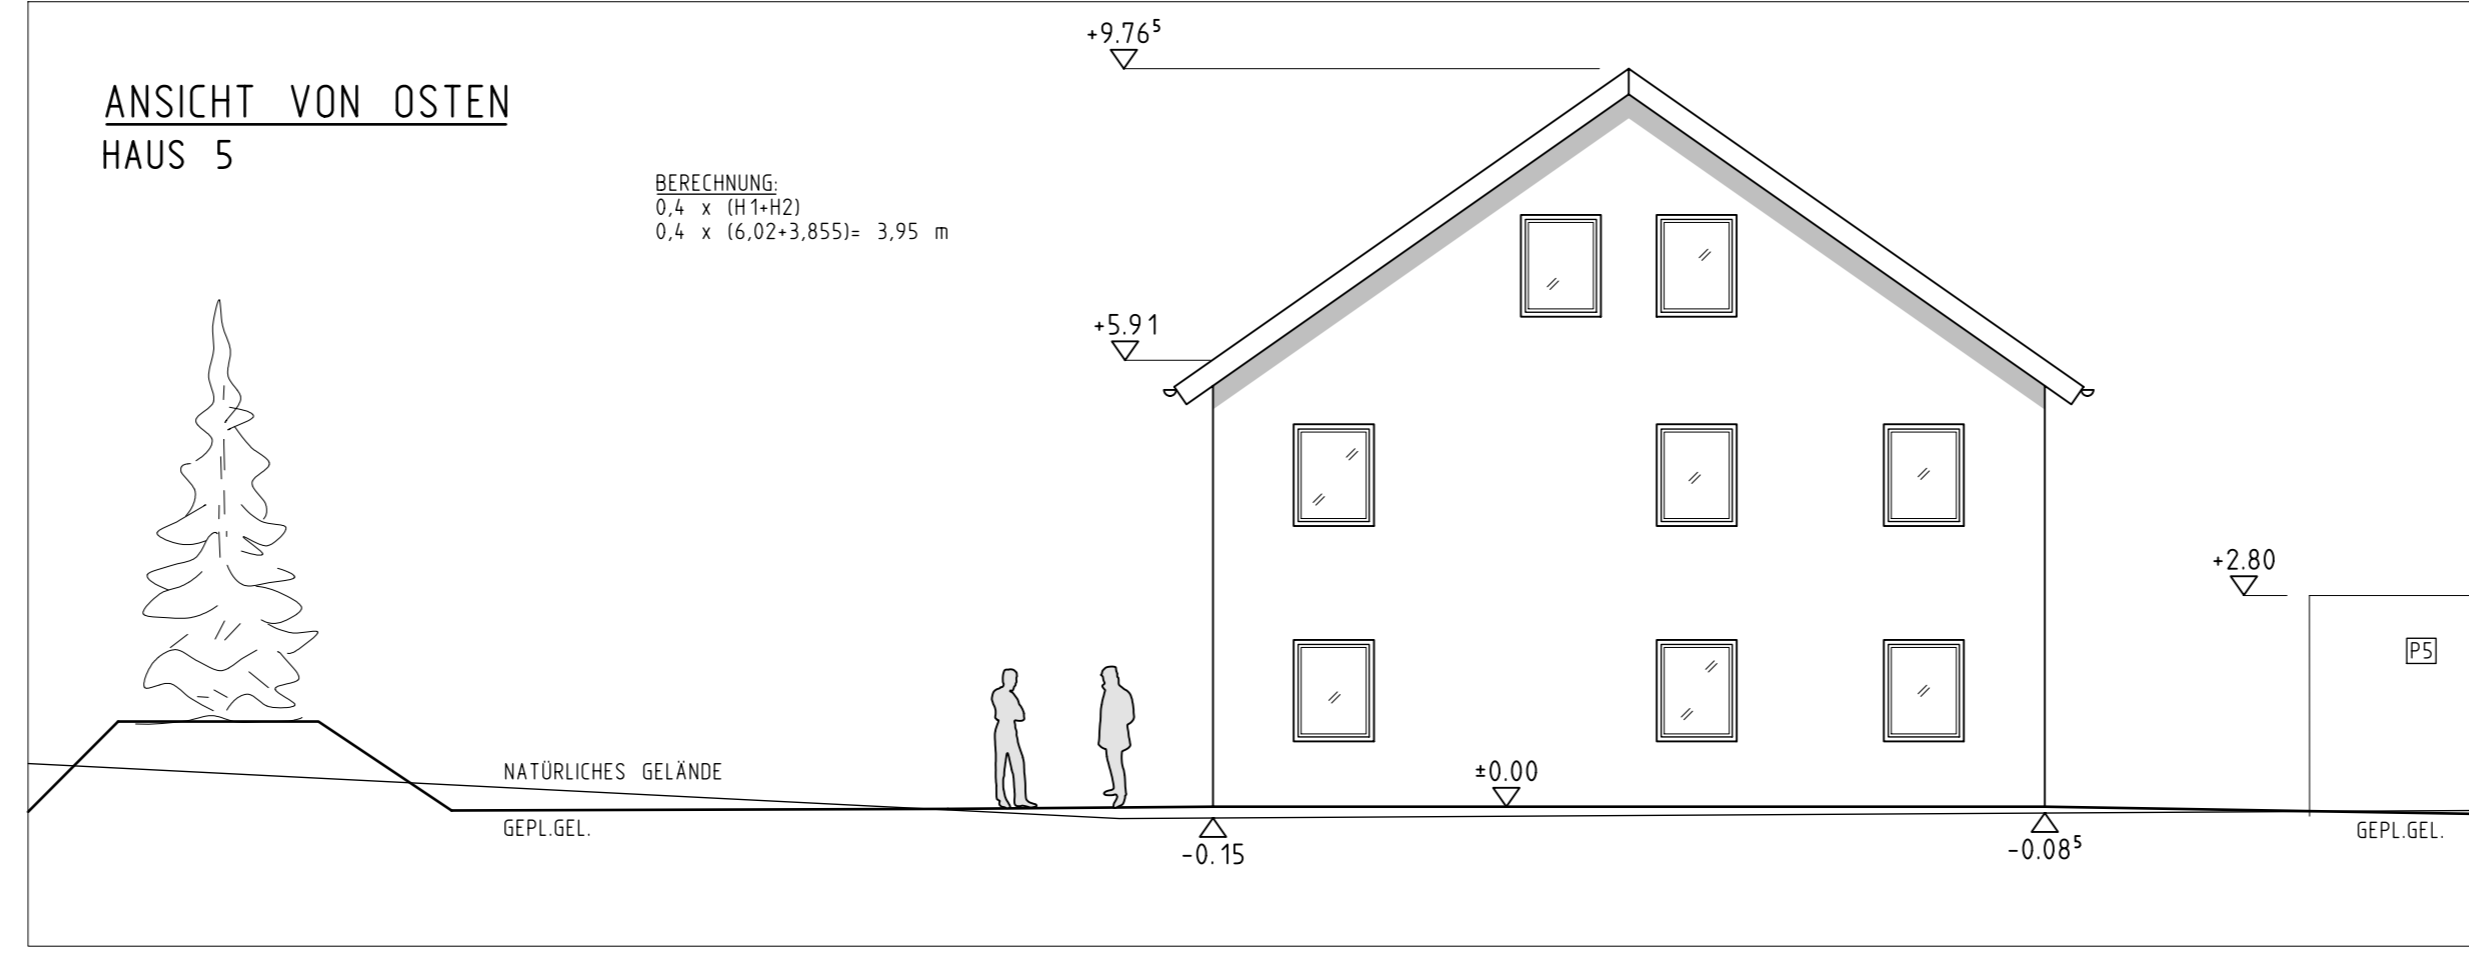 ANSICHT VON OSTEN
HAUS 5
BERECHNUNG:
0,4 x (H1+H2)
0,4 x (6,02+3,855)= 3,95 m
+9.76⁵
+5.91
+2.80
P5
NATÜRLICHES GELÄNDE
±0.00
GEPL.GEL.
GEPL.GEL.
-0.15
-0.08⁵